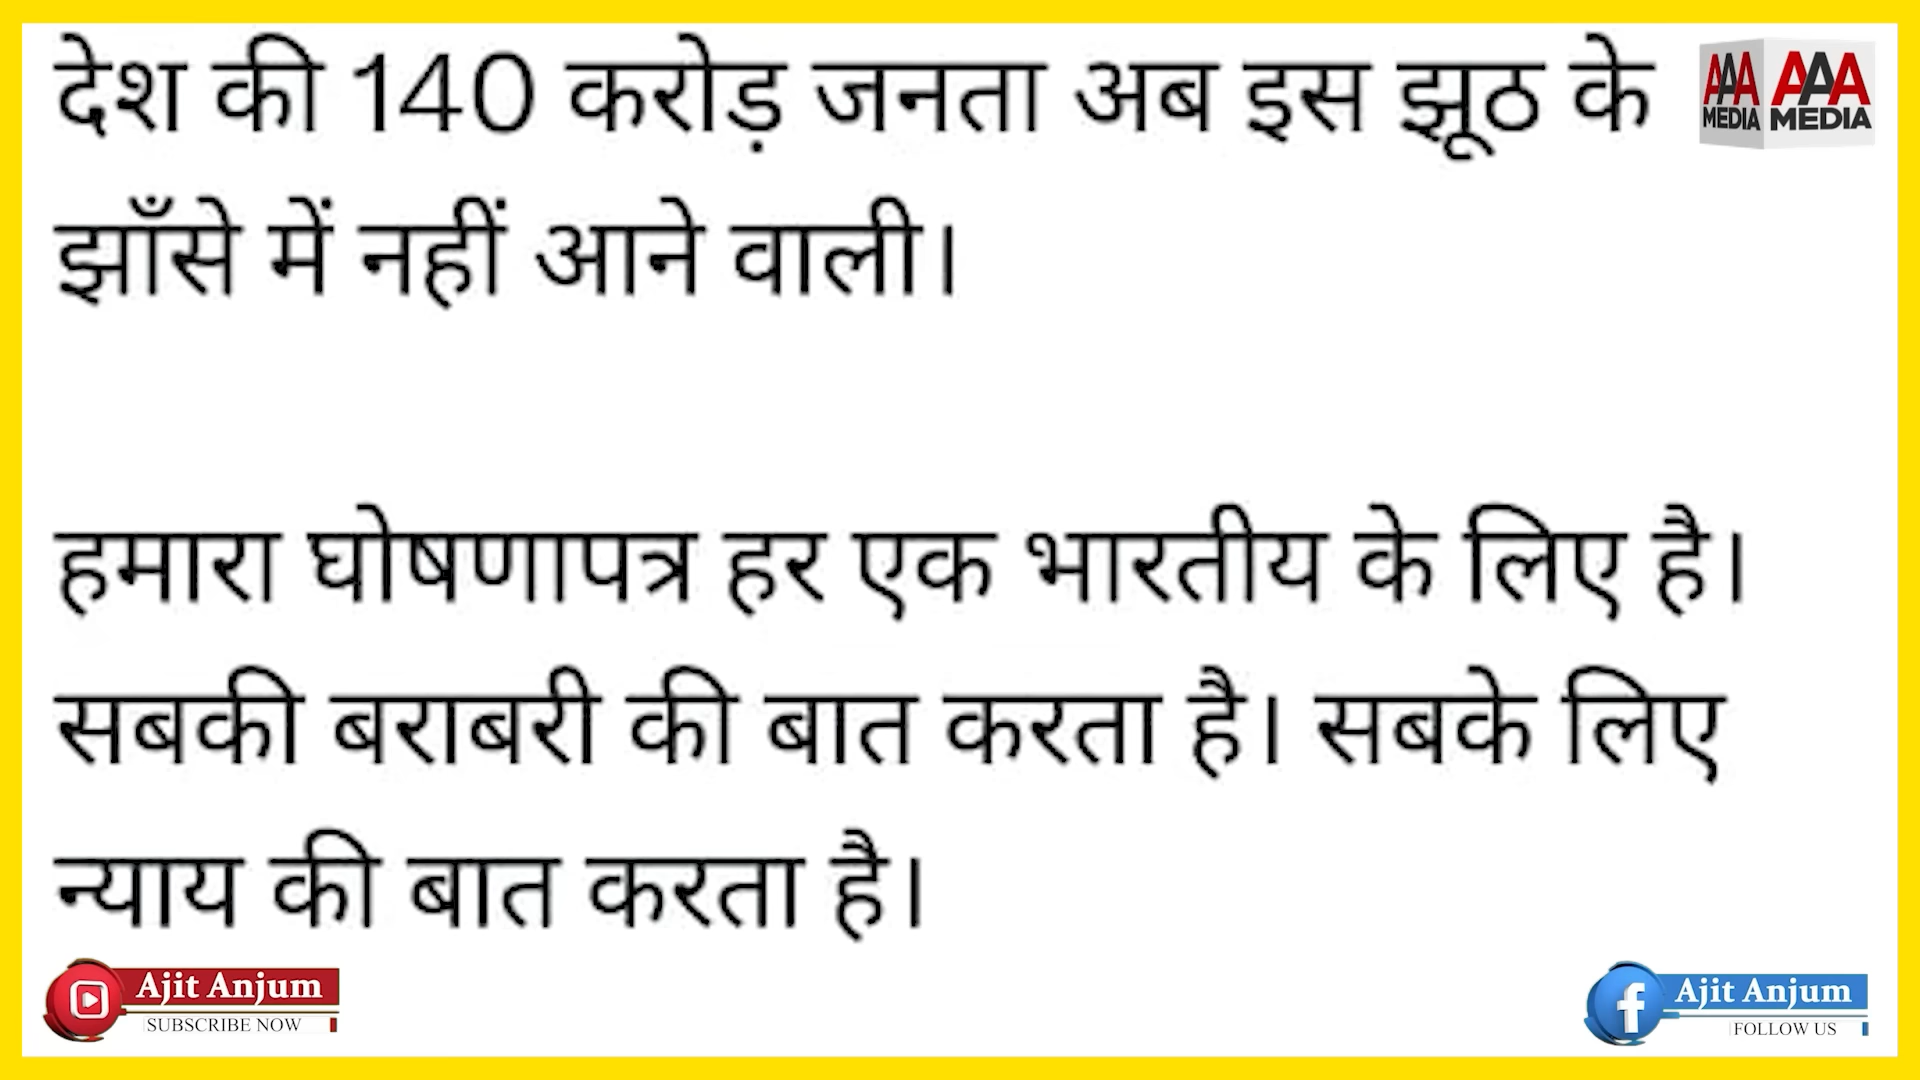 देश की 140 करोड़ जनता अब इस झूठ के
झाँसे में नहीं आने वाली।
हमारा घोषणापत्र हर एक भारतीय के लिए है।
सबकी बराबरी की बात करता है। सबके लिए
न्याय की बात करता है।
AAA MEDIA
AAA MEDIA
Ajit Anjum
SUBSCRIBE NOW
Ajit Anjum
FOLLOW US